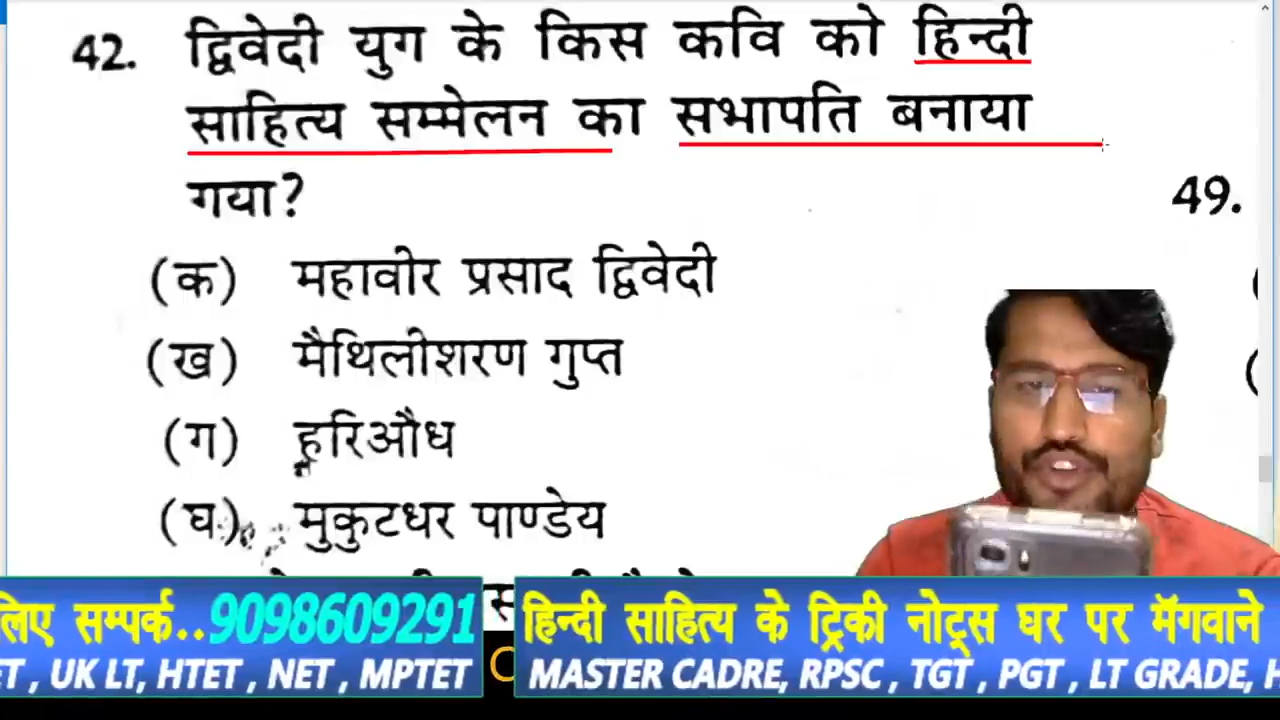 42. द्विवेदी युग के किस कवि को हिन्दी
साहित्य सम्मेलन का सभापति बनाया
गया?
49.
(क) महावीर प्रसाद द्विवेदी
(ख) मैथिलीशरण गुप्त
(ग) हरिऔध
(घ) मुकुटधर पाण्डेय
लिए सम्पर्क..9098609291
हिन्दी साहित्य के ट्रिकी नोट्स घर पर मॅगवाने
, UK LT, HTET , NET , MPTET
MASTER CADRE, RPSC , TGT , PGT , LT GRADE,